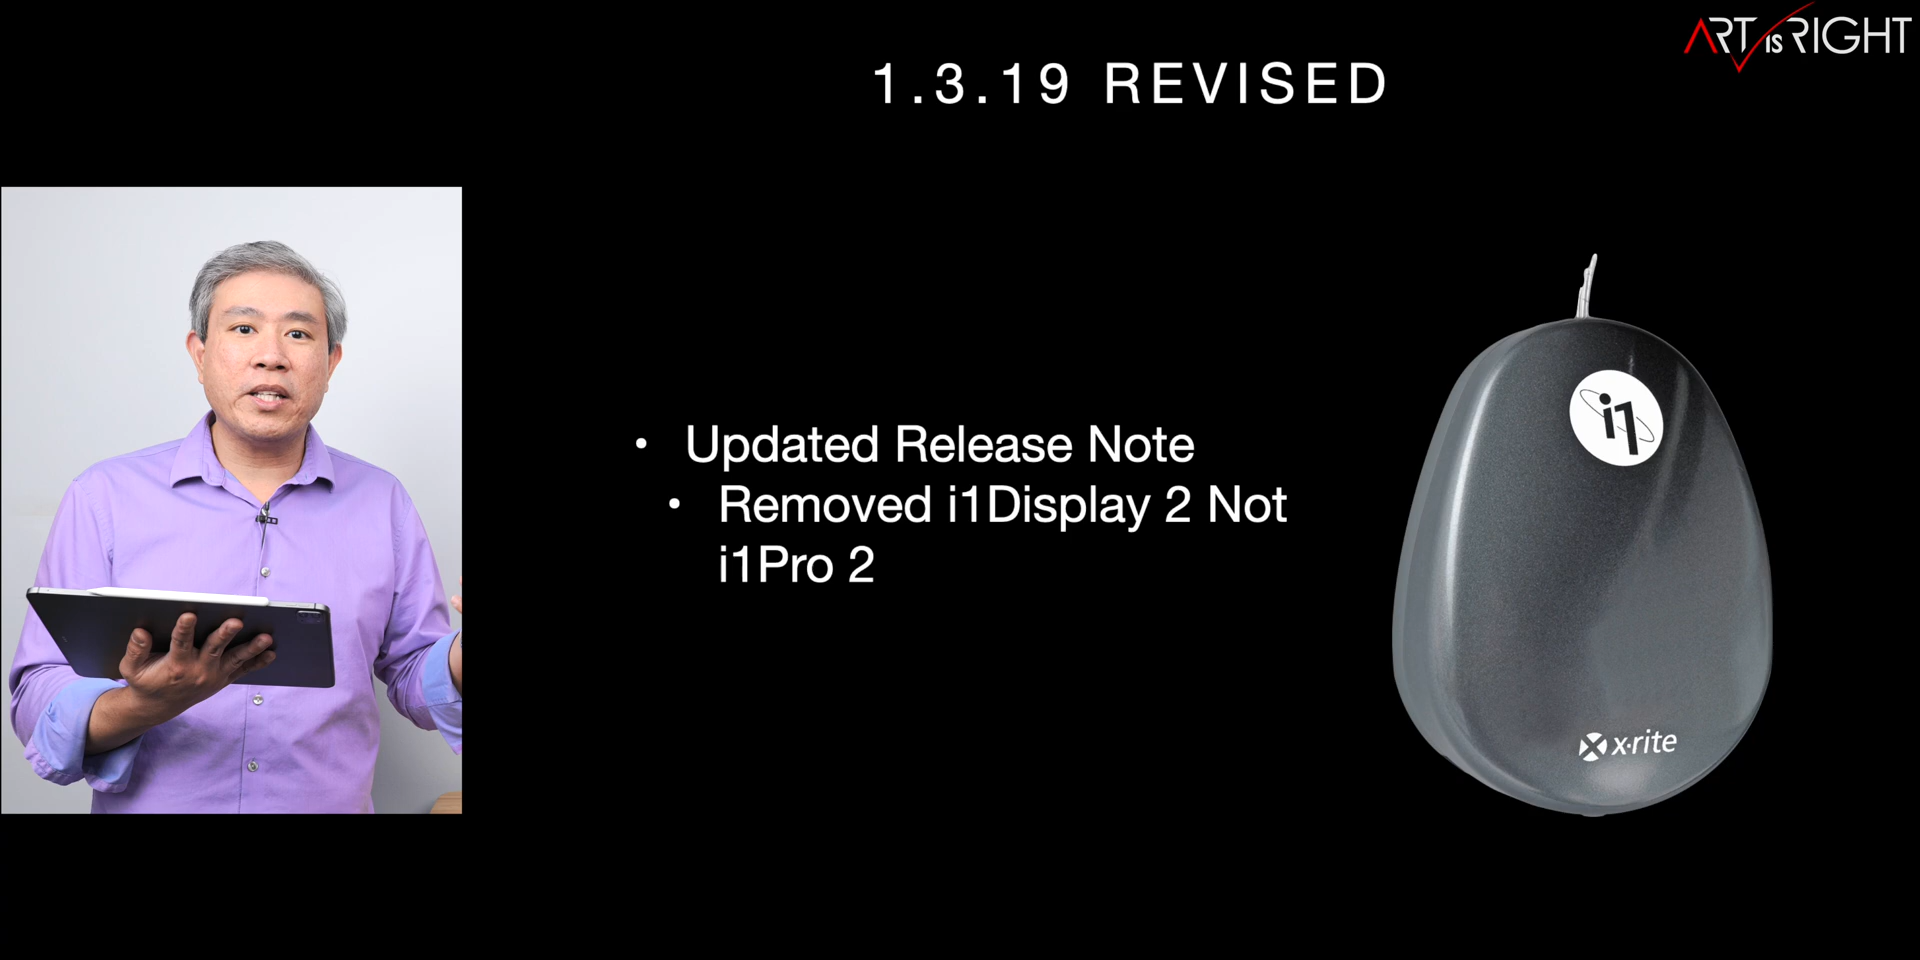 ART IS RIGHT
1.3.19 REVISED
• Updated Release Note
• Removed i1Display 2 Not
i1Pro 2
i1
x·rite